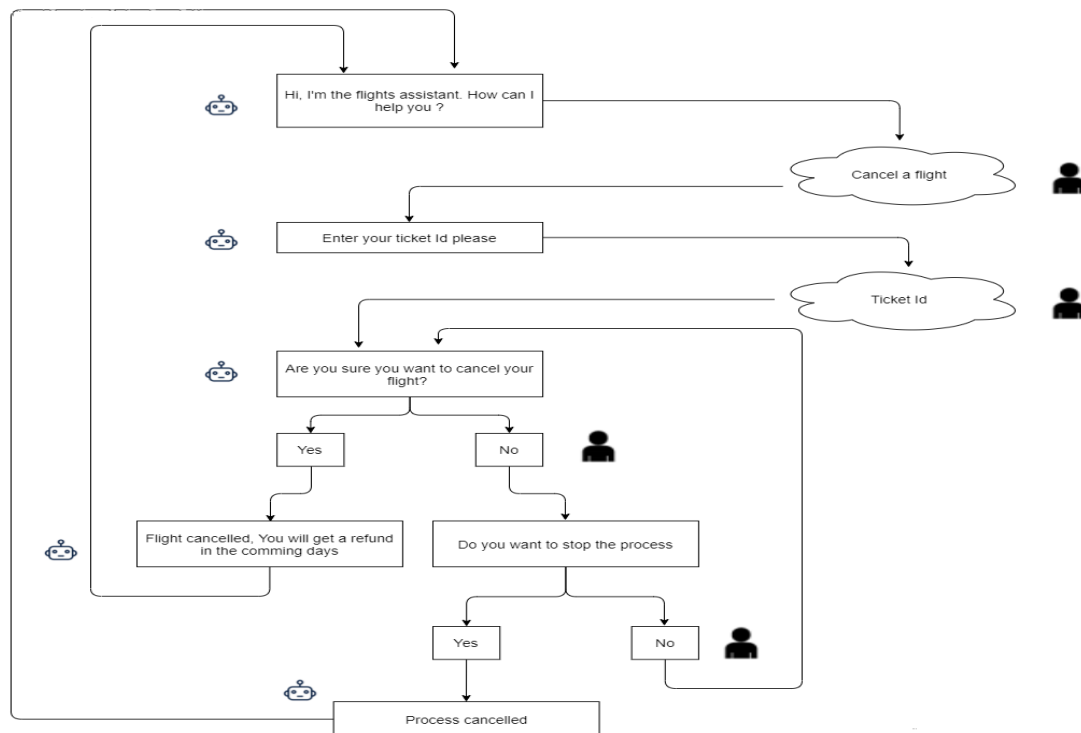 Hi, I'm the flights assistant. How can I
help you ?
Cancel a flight
Enter your ticket Id please
Ticket Id
Are you sure you want to cancel your
flight?
Yes
No
Flight cancelled, You will get a refund
in the comming days
Do you want to stop the process
Yes
No
Process cancelled